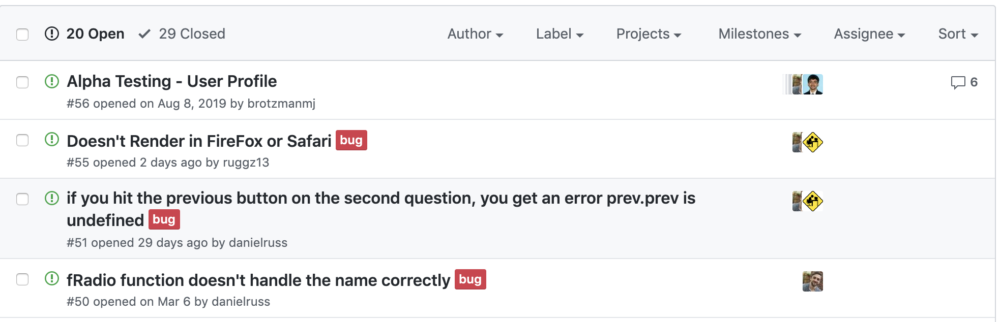 20 Open 29 Closed Author Label Projects Milestones Assignee Sort
Alpha Testing - User Profile 6
#56 opened on Aug 8, 2019 by brotzmanmj
Doesn't Render in FireFox or Safari bug
#55 opened 2 days ago by ruggz13
if you hit the previous button on the second question, you get an error prev.prev is
undefined bug
#51 opened 29 days ago by danielruss
fRadio function doesn't handle the name correctly bug
#50 opened on Mar 6 by danielruss